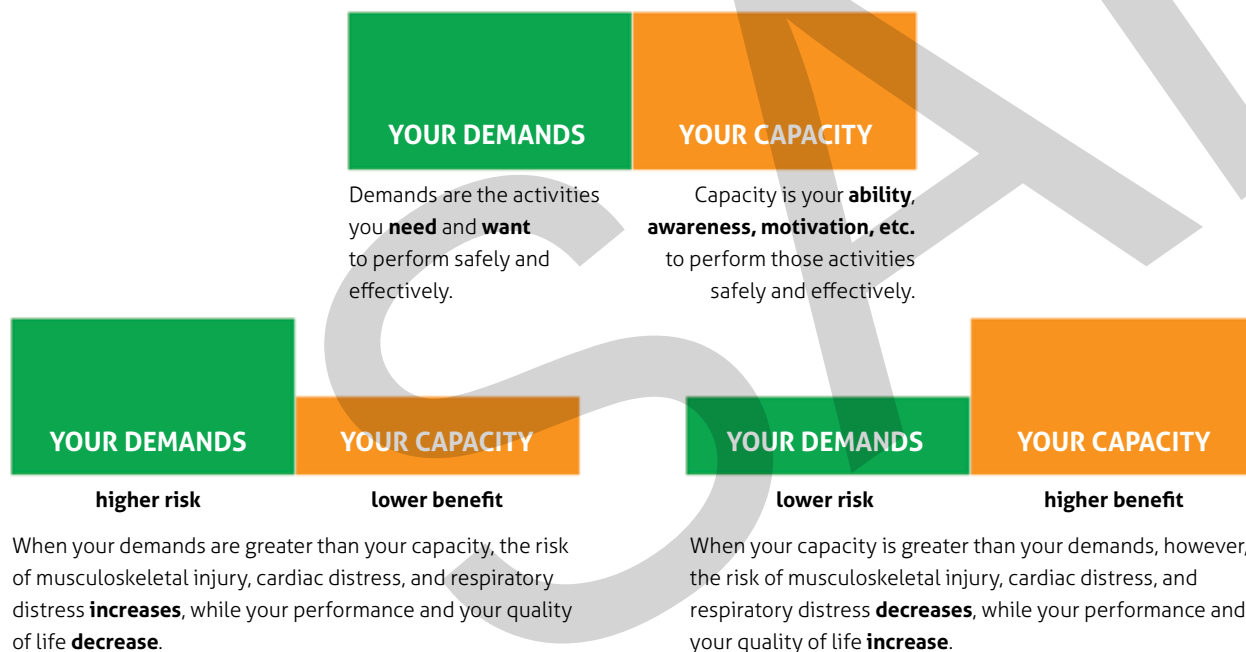 YOUR DEMANDS
YOUR CAPACITY
Demands are the activities
you need and want
to perform safely and
effectively.
Capacity is your ability,
awareness, motivation, etc.
to perform those activities
safely and effectively.
YOUR DEMANDS
YOUR CAPACITY
higher risk
lower benefit
When your demands are greater than your capacity, the risk
of musculoskeletal injury, cardiac distress, and respiratory
distress increases, while your performance and your quality
of life decrease.
YOUR DEMANDS
YOUR CAPACITY
lower risk
higher benefit
When your capacity is greater than your demands, however,
the risk of musculoskeletal injury, cardiac distress, and
respiratory distress decreases, while your performance and
your quality of life increase.